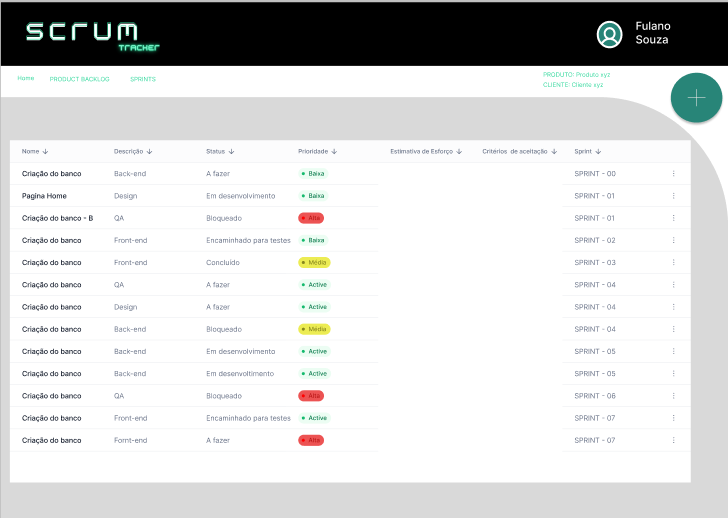 SCRUM
TRACKER
Fulano
Souza
Home PRODUCT BACKLOG SPRINTS
PRODUTO: Produto xyz
CLIENTE: Cliente xyz
Nome Descrição Status Prioridade Estimativa de Esforço Critérios de aceitação Sprint
Criação do banco Back-end A fazer Baixa SPRINT - 00
Pagina Home Design Em desenvolvimento Baixa SPRINT - 01
Criação do banco - B QA Bloqueado Alta SPRINT - 01
Criação do banco Front-end Encaminhado para testes Baixa SPRINT - 02
Criação do banco Front-end Concluído Média SPRINT - 03
Criação do banco QA A fazer Active SPRINT - 04
Criação do banco Design A fazer Active SPRINT - 04
Criação do banco Back-end Bloqueado Média SPRINT - 04
Criação do banco Back-end Em desenvolvimento Active SPRINT - 05
Criação do banco Back-end Em desenvoltimento Active SPRINT - 05
Criação do banco QA Bloqueado Alta SPRINT - 06
Criação do banco Front-end Encaminhado para testes Active SPRINT - 07
Criação do banco Fornt-end A fazer Alta SPRINT - 07